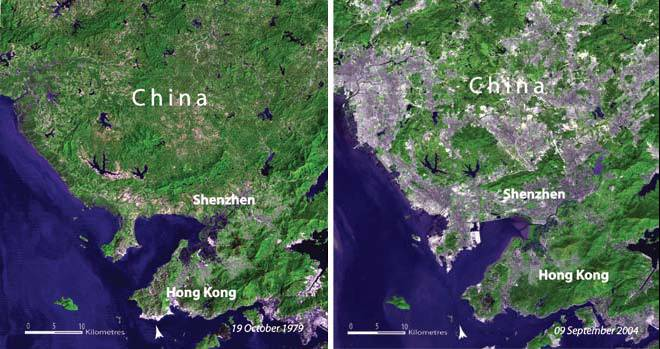 China
Shenzhen
Hong Kong
0 5 10
Kilometres
19 October 1979
China
Shenzhen
Hong Kong
0 5 10
Kilometres
09 September 2004